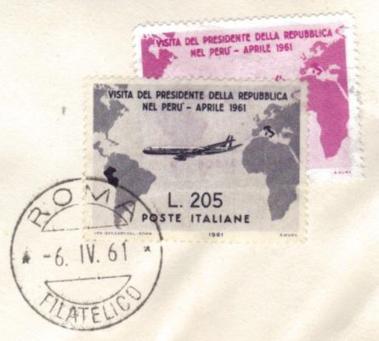 VISITA DEL PRESIDENTE DELLA REPUBBLICA
NEL PERU' - APRILE 1961
VISITA DEL PRESIDENTE DELLA REPUBBLICA
NEL PERU' - APRILE 1961
L. 205
POSTE ITALIANE
1961
ROMA
-6. IV. 61
FILATELICO